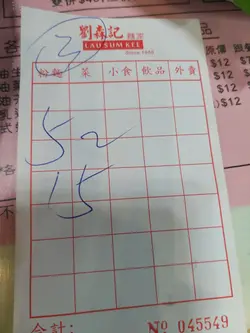 ③
劉森記 麵家
LAU SUM KEE
Since 1956
粉麵 菜 小食 飲品 外賣
52
15
合計:
Nº 045549